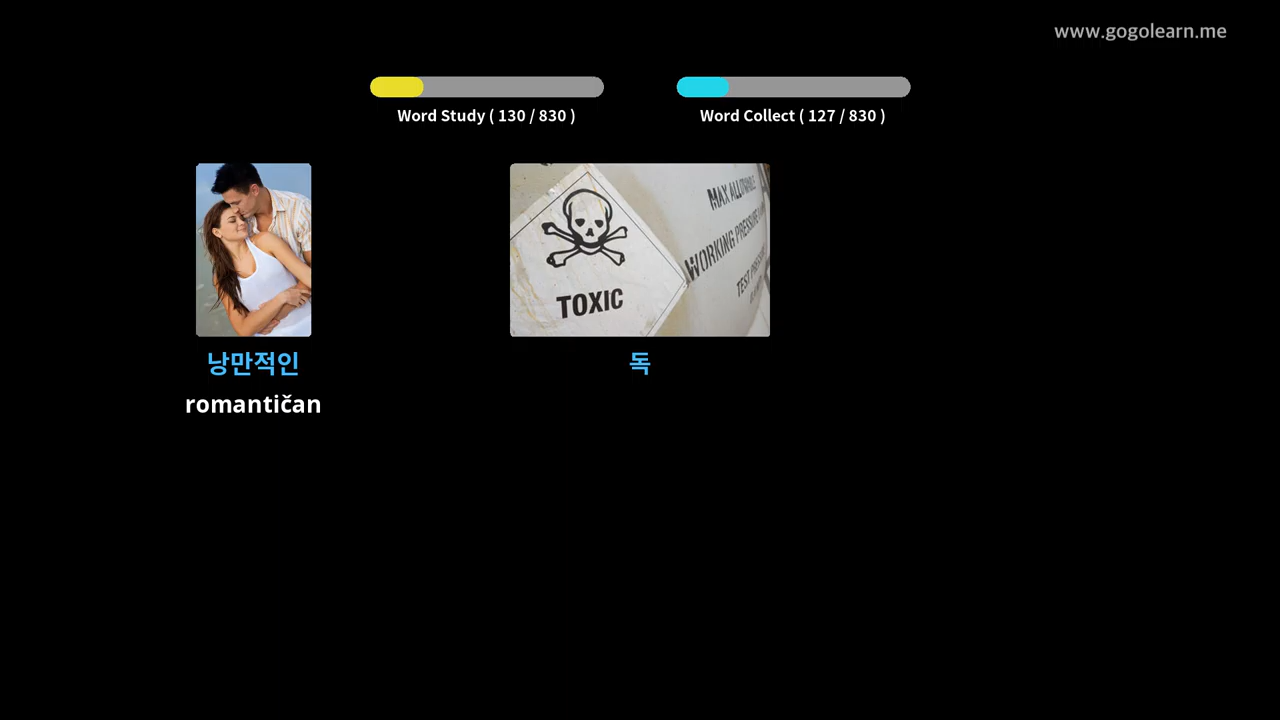 www.gogolearn.me
Word Study ( 130 / 830 )
Word Collect ( 127 / 830 )
TOXIC
MAX ALLOWABLE
WORKING PRESSURE
TEST PRESSURE
낭만적인
독
romantičan